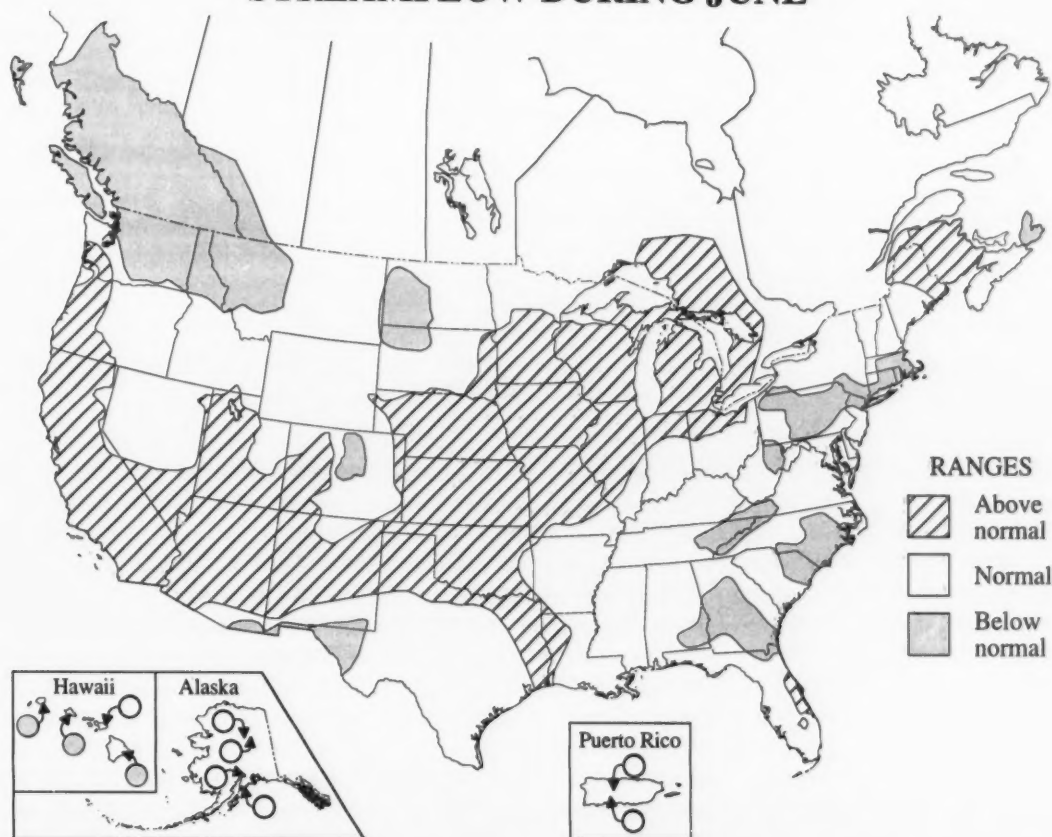 STREAMFLOW DURING JUNE
RANGES
Above
normal
Normal
Below
normal
Hawaii
Alaska
Puerto Rico